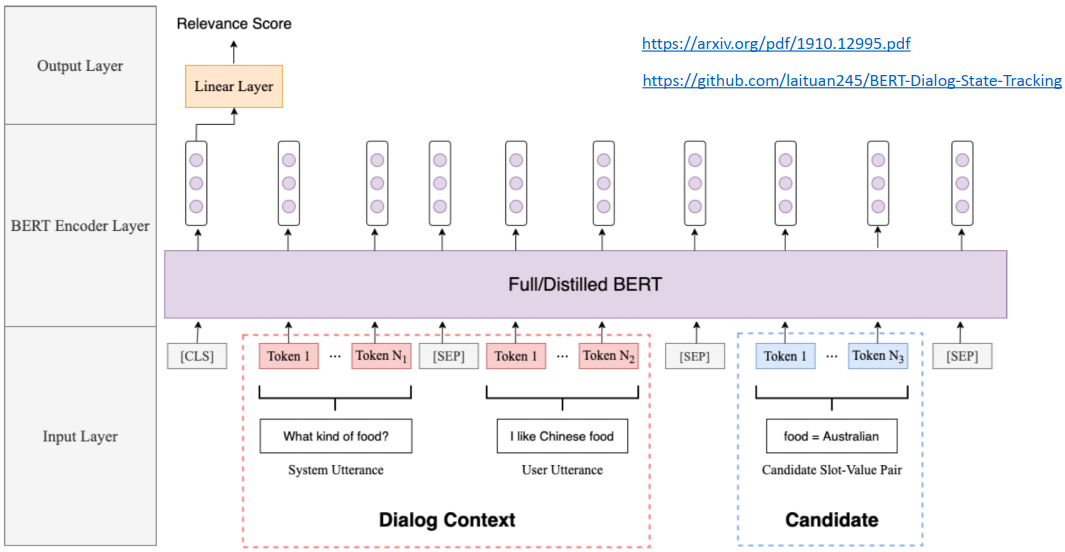 Relevance Score
https://arxiv.org/pdf/1910.12995.pdf
Output Layer
https://github.com/laituan245/BERT-Dialog-State-Tracking
Linear Layer
BERT Encoder Layer
Full/Distilled BERT
[CLS] Token 1 ... Token N1 [SEP] Token 1 ... Token N2 [SEP] Token 1 ... Token N3 [SEP]
Input Layer
What kind of food? I like Chinese food food = Australian
System Utterance User Utterance Candidate Slot-Value Pair
Dialog Context Candidate